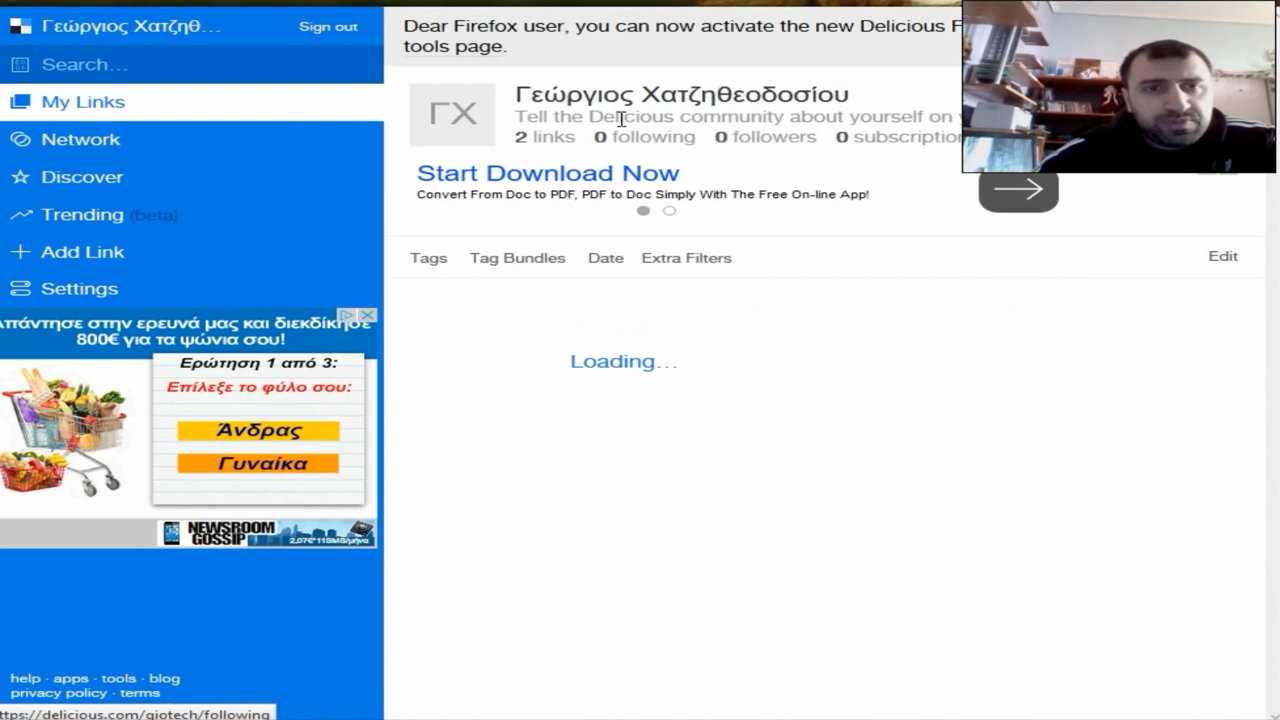 Γεώργιος Χατζηθ...
Sign out
Search...
My Links
Network
Discover
Trending (beta)
Add Link
Settings
Απάντησε στην ερευνά μας και διεκδίκησε
800€ για τα ψώνια σου!
Ερώτηση 1 από 3:
Επίλεξε το φύλο σου:
Άνδρας
Γυναίκα
NEWSROOM
GOSSIP
2,07€*11SMS/μήνα
help · apps · tools · blog
privacy policy · terms
ttps://delicious.com/giotech/following
Dear Firefox user, you can now activate the new Delicious F
tools page.
ΓΧ
Γεώργιος Χατζηθεοδοσίου
Tell the Delicious community about yourself on
2 links 0 following 0 followers 0 subscription
Start Download Now
Convert From Doc to PDF, PDF to Doc Simply With The Free On-line App!
Tags Tag Bundles Date Extra Filters Edit
Loading...